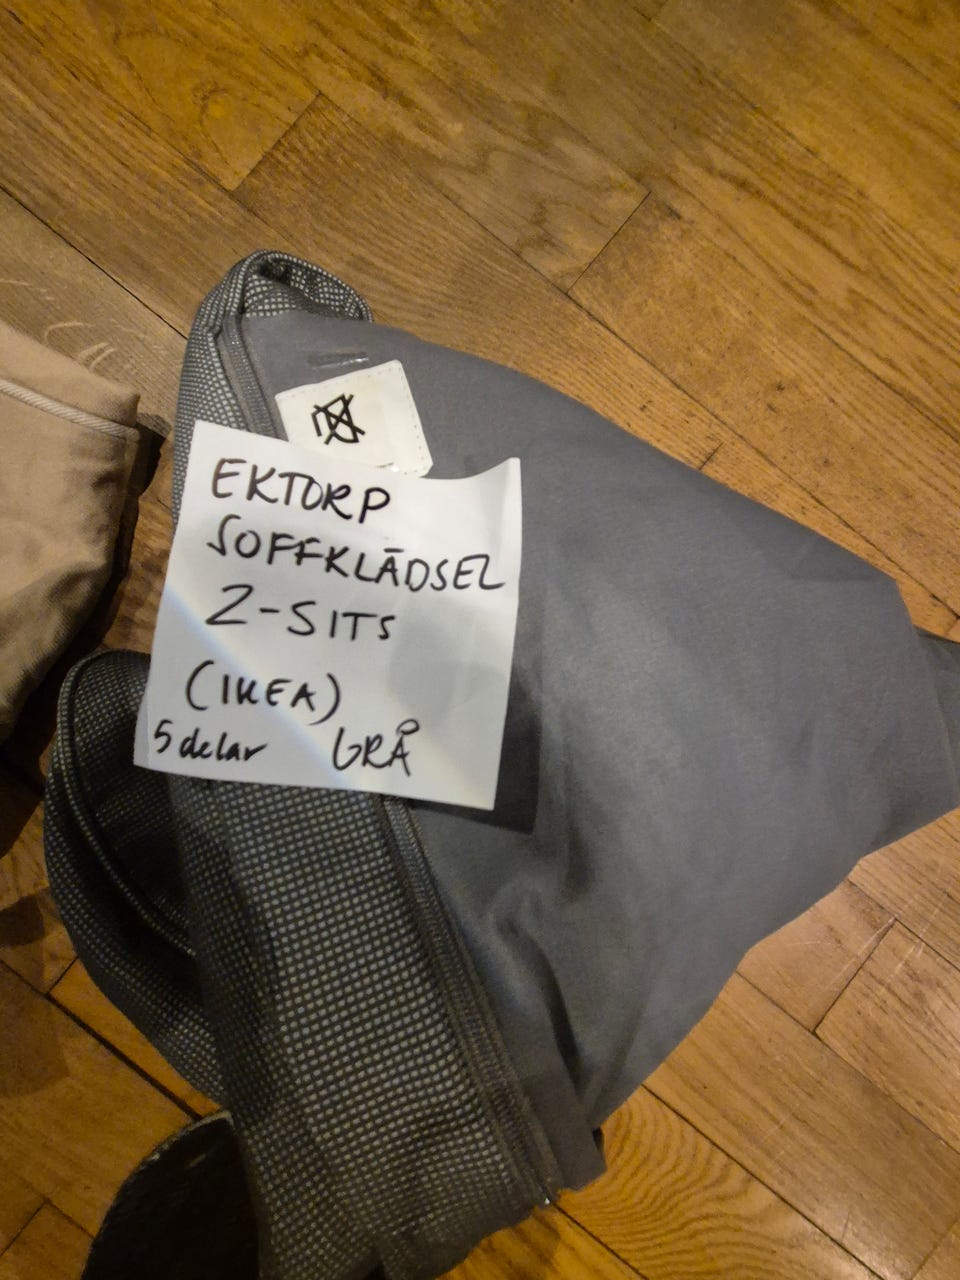 EKTORP
SOFFKLÄDSEL
2-SITS
(IKEA)
5 delar GRÅ